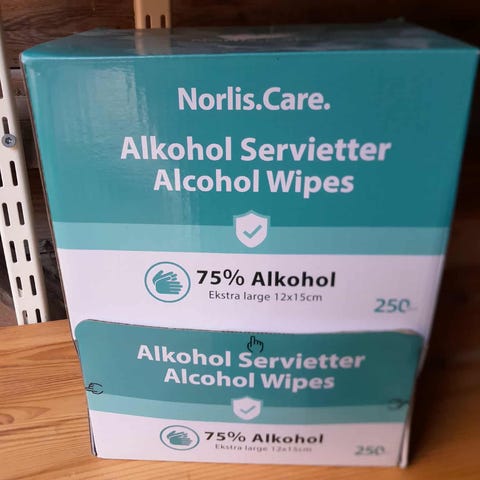 Norlis.Care.
Alkohol Servietter
Alcohol Wipes
75% Alkohol
Ekstra large 12x15cm
250
Alkohol Servietter
Alcohol Wipes
75% Alkohol
Ekstra large 12x15cm
250